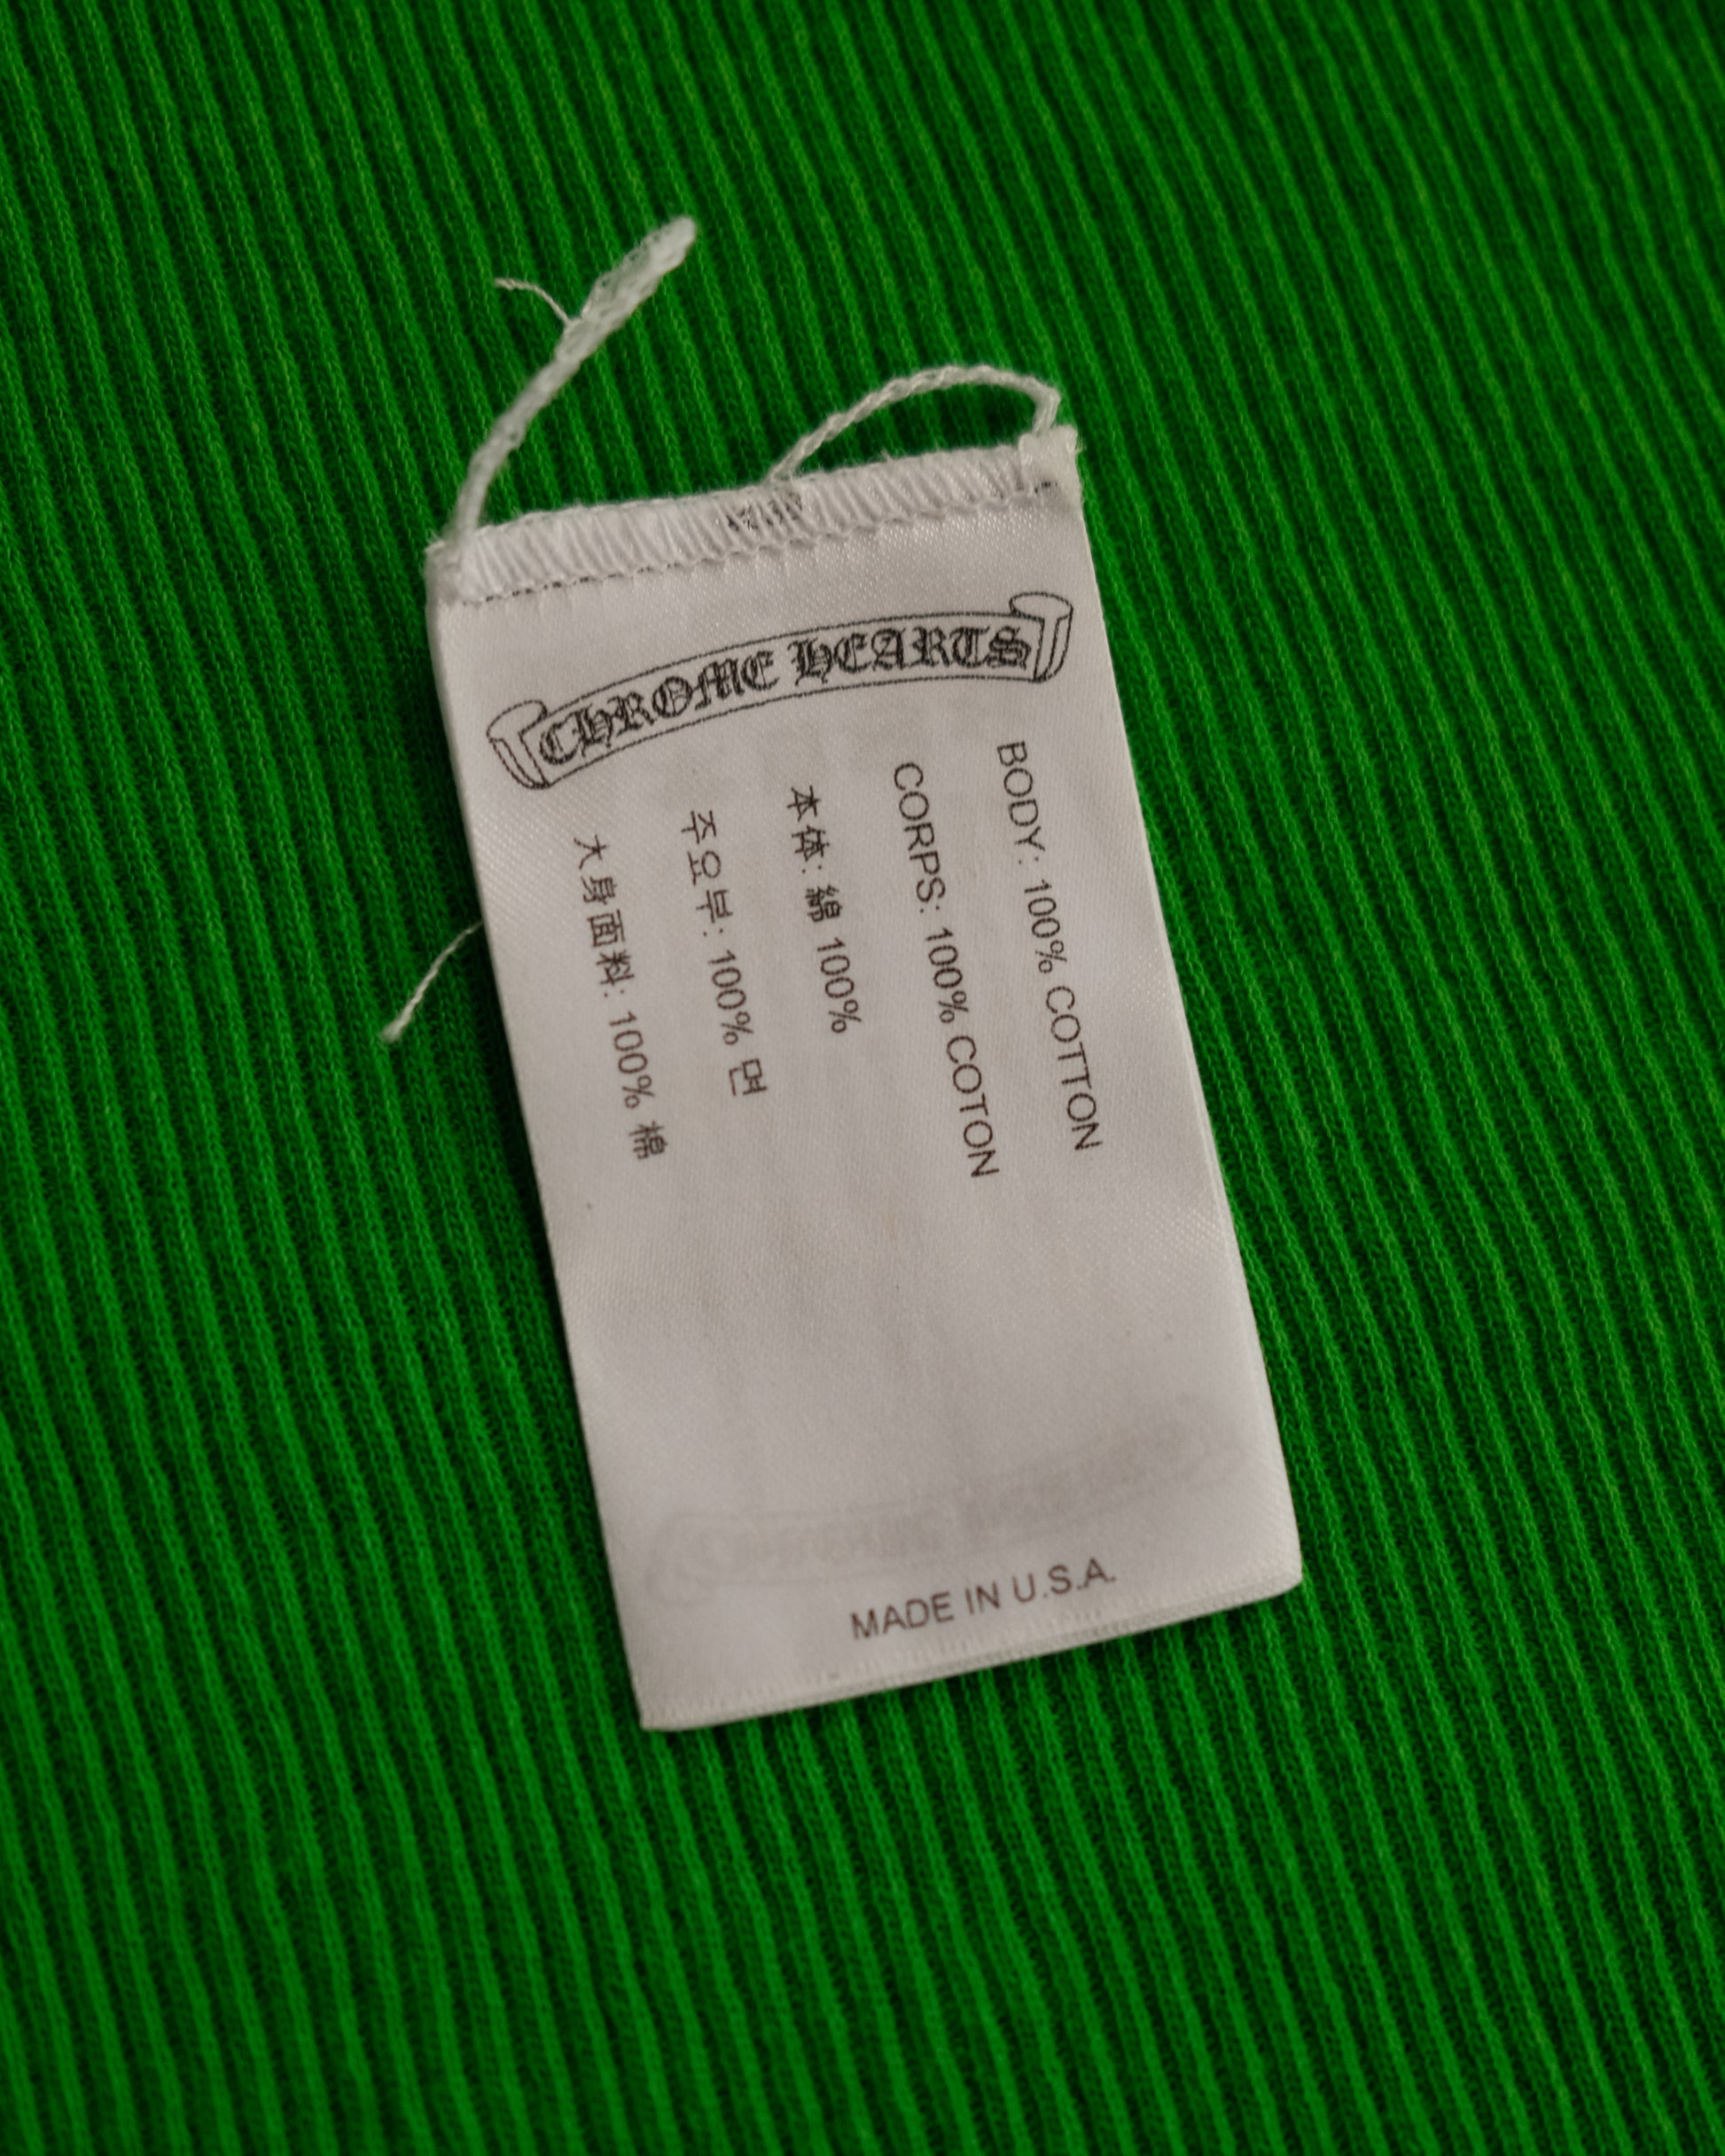 CHROME HEARTS
BODY: 100% COTTON
CORPS: 100% COTON
本体: 綿 100%
주요부: 100% 면
大身面料: 100% 棉
MADE IN U.S.A.